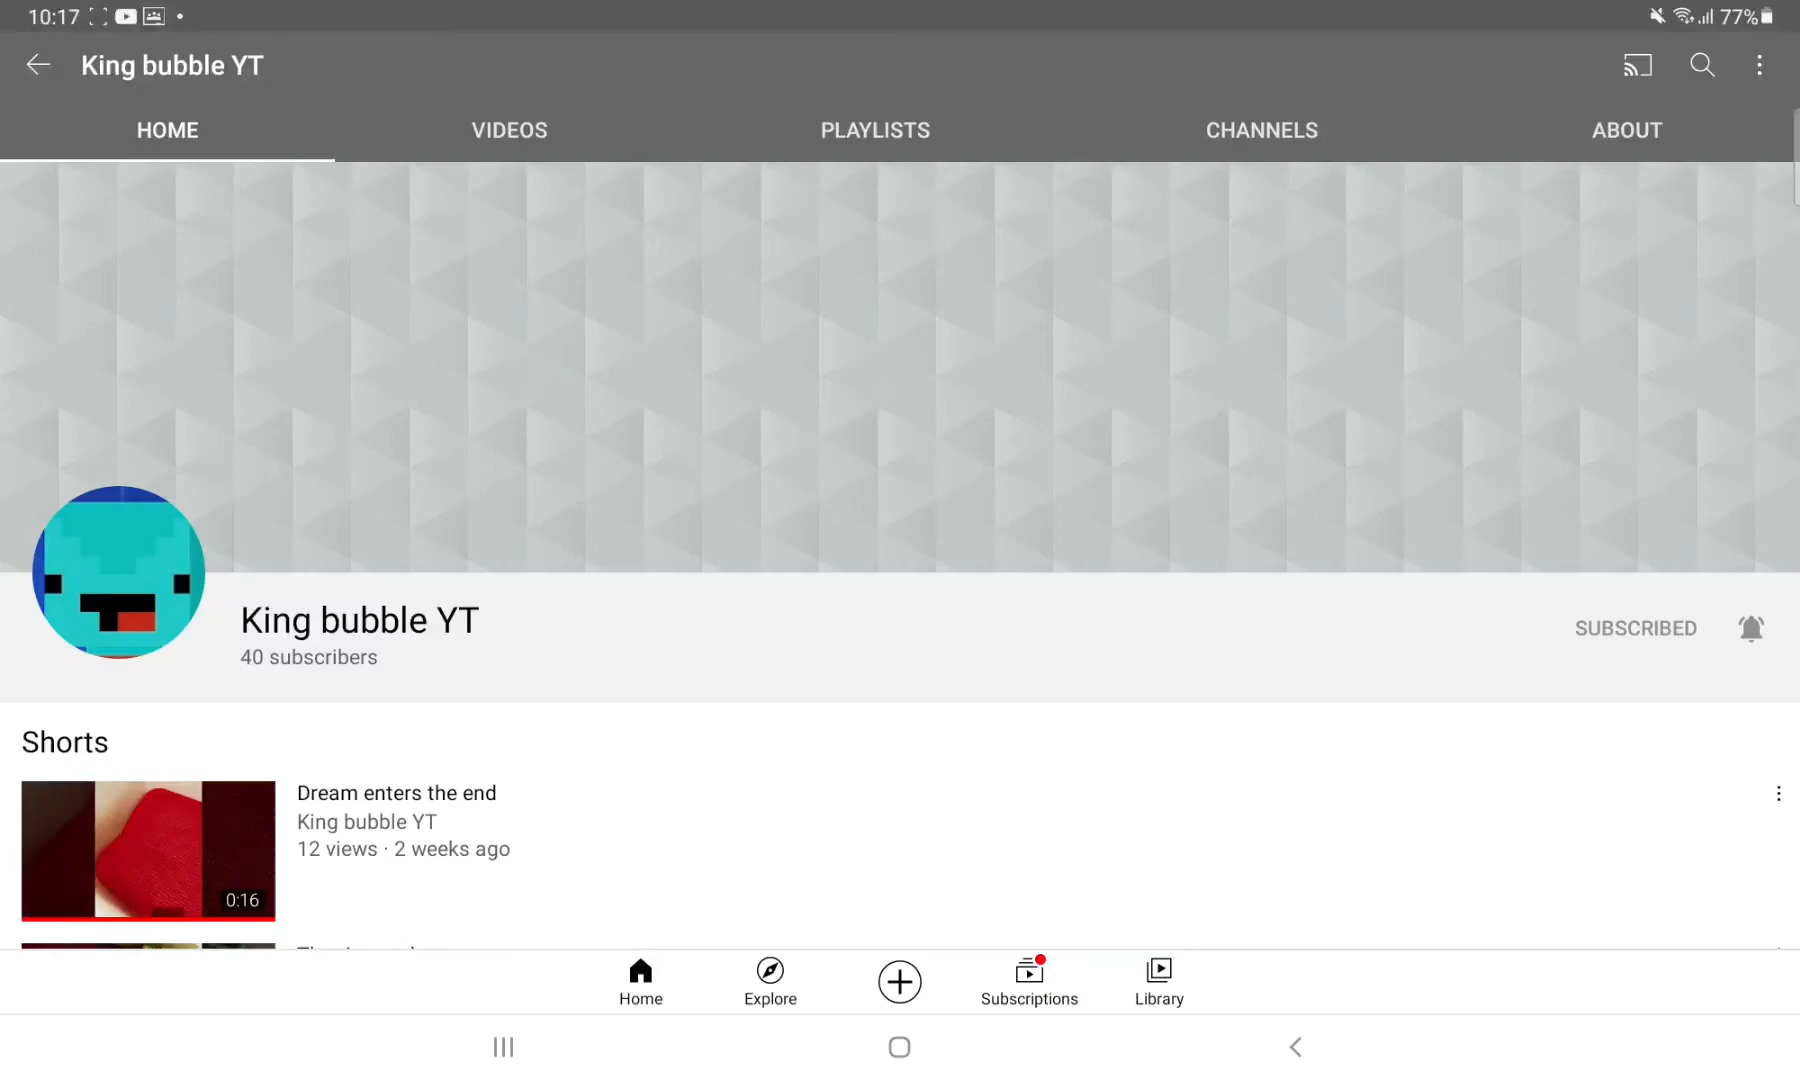 10:17
77%
King bubble YT
HOME VIDEOS PLAYLISTS CHANNELS ABOUT
King bubble YT
40 subscribers
SUBSCRIBED
Shorts
Dream enters the end
King bubble YT
12 views · 2 weeks ago
0:16
Home Explore Subscriptions Library